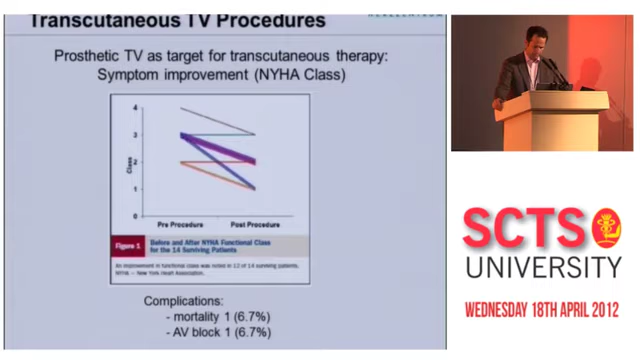 Transcutaneous TV Procedures
Prosthetic TV as target for transcutaneous therapy:
Symptom improvement (NYHA Class)
4
3
2
1
0
Class
Pre Procedure
Post Procedure
Figure 1
Before and After NYHA Functional Class
for the 14 Surviving Patients
An improvement in functional class was noted in 12 of 14 surviving patients.
NYHA — New York Heart Association.
Complications:
- mortality 1 (6.7%)
- AV block 1 (6.7%)
SCTS
UNIVERSITY
WEDNESDAY 18TH APRIL 2012